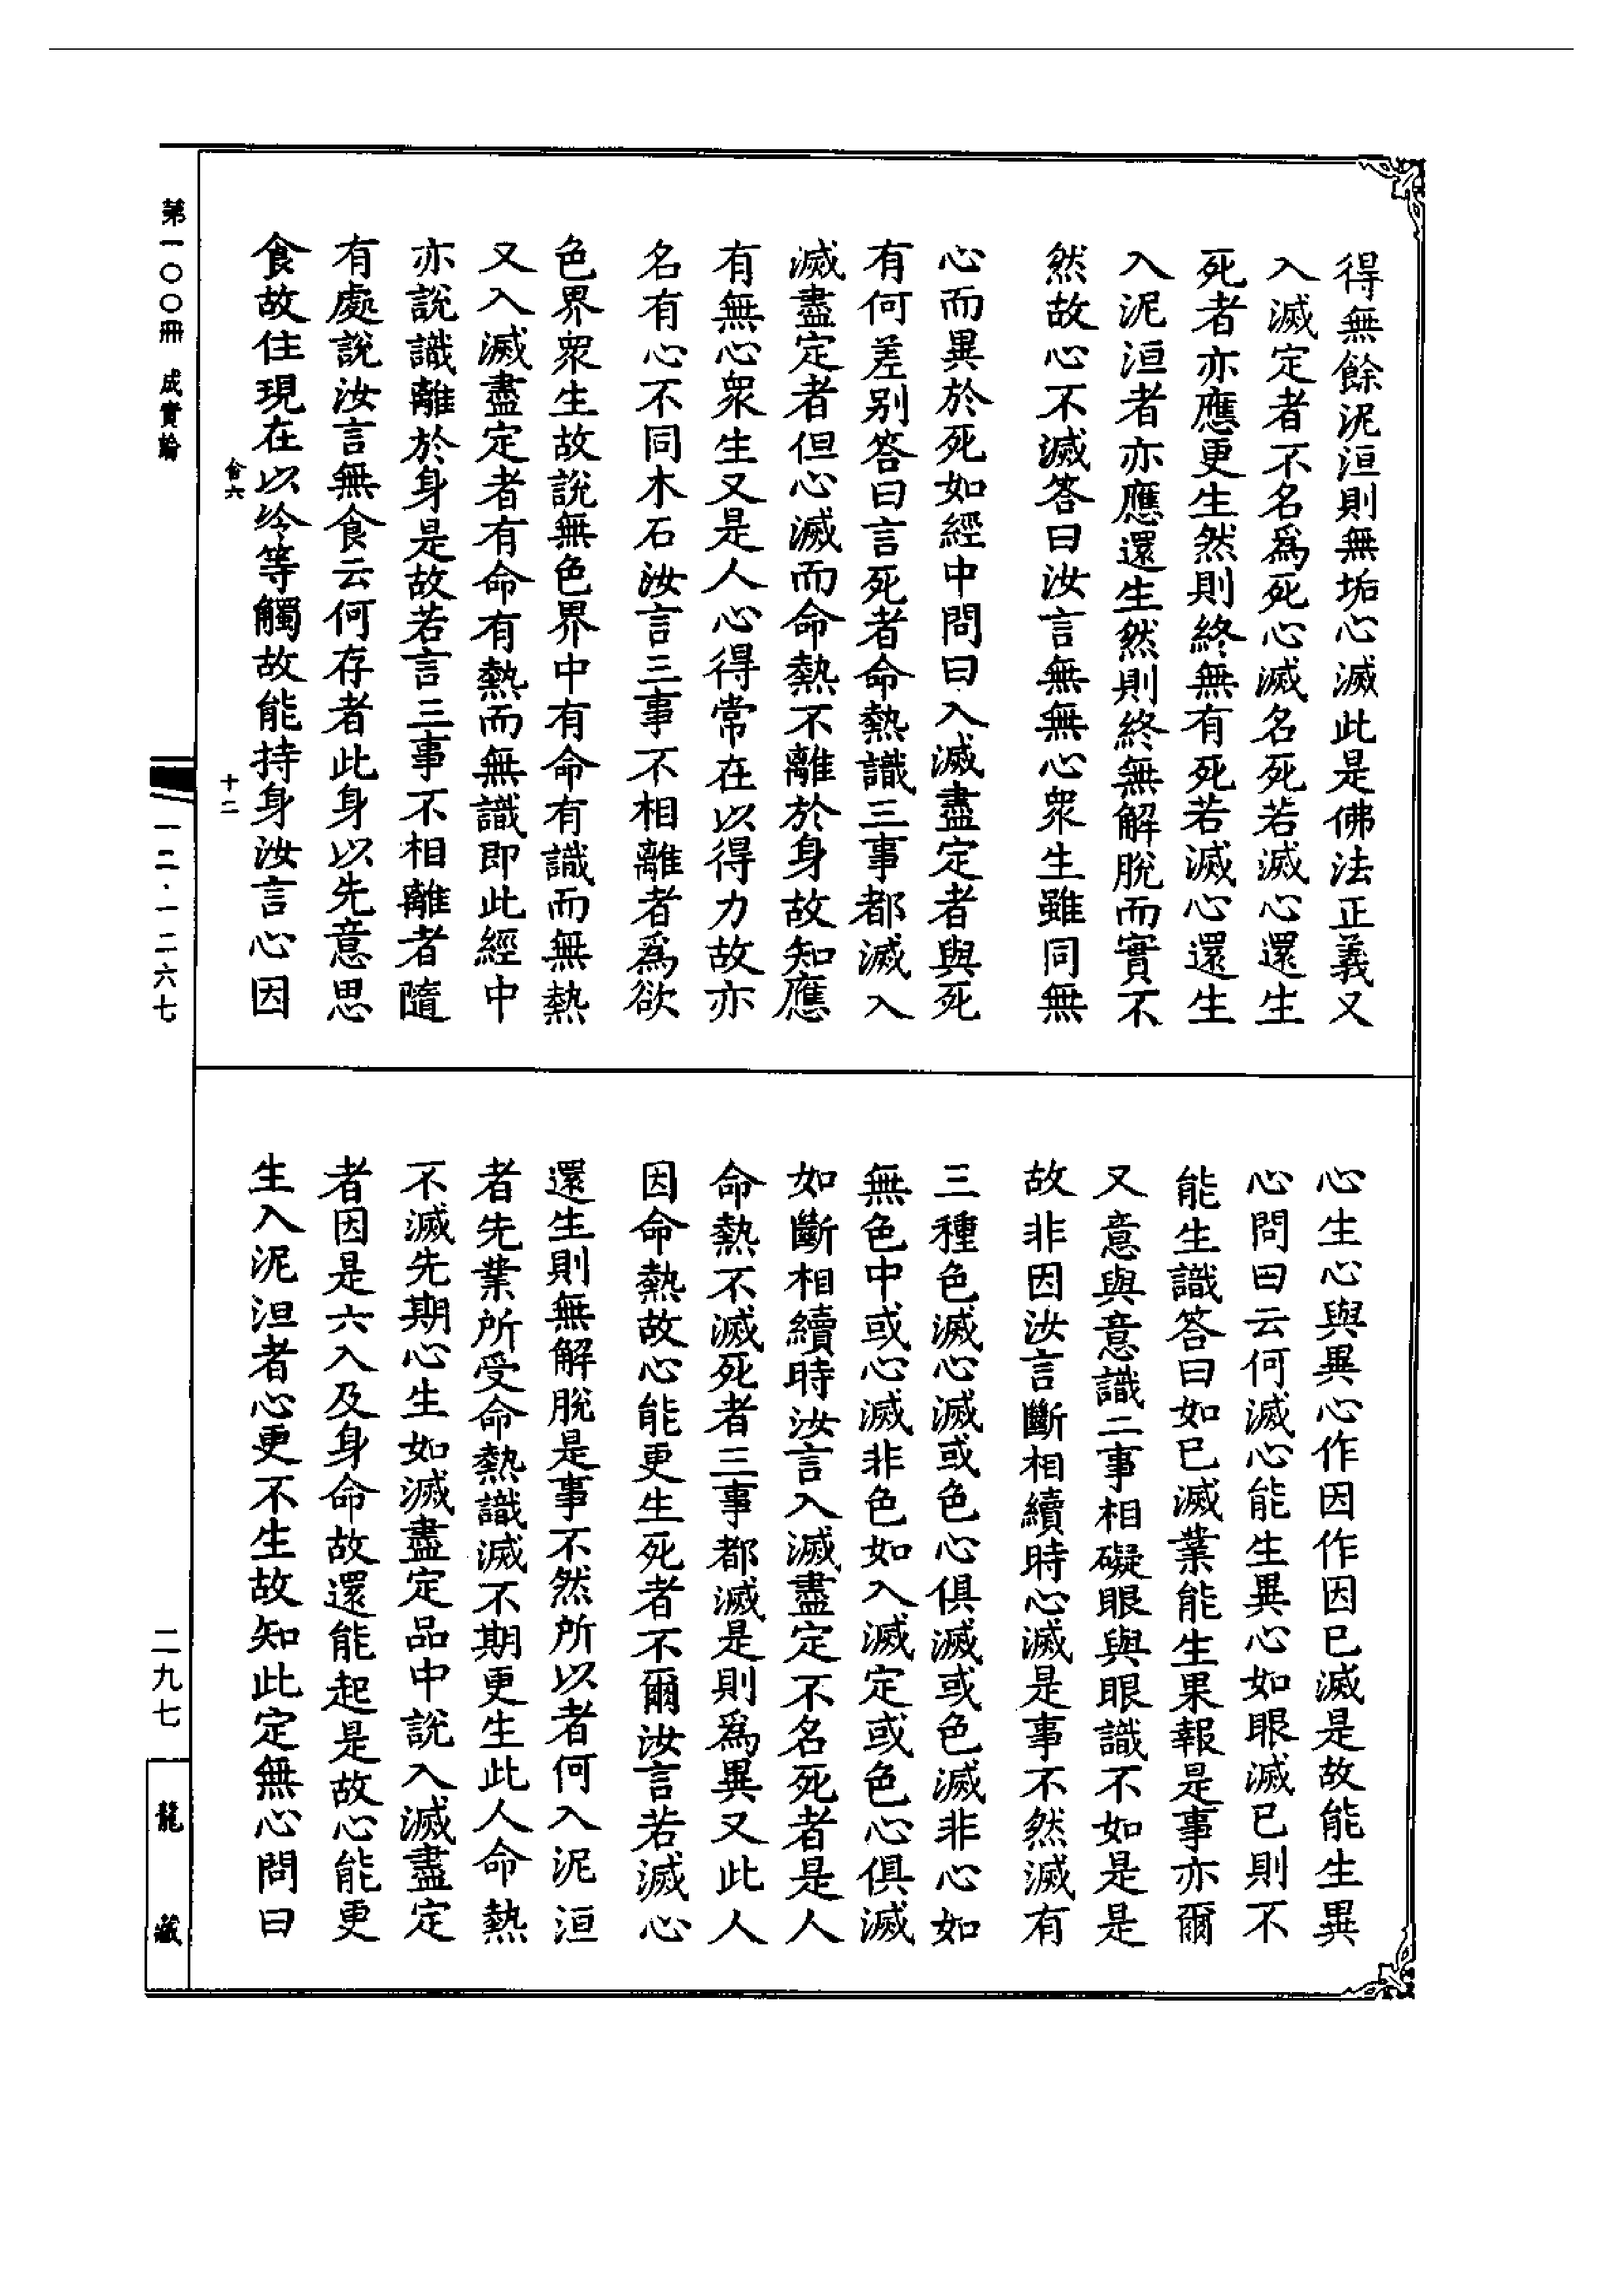 得無餘泥洹則無垢心滅此是佛法正義又
入滅定者不名爲死心滅名死若滅心還生
死者亦應更生然則終無有死若滅心還生
入泥洹者亦應還生然則終無解脫而實不
然故心不滅答曰汝言無無心衆生雖同無
心而異於死如經中問曰入滅盡定者與死
有何差别答曰言死者命熱識三事都滅入
滅盡定者但心滅而命熱不離於身故知應
有無心衆生又是人心得常在以得力故亦
名有心不同木石汝言三事不相離者爲欲
色界衆生故說無色界中有命有識而無熱
又入滅盡定者有命有熱而無識即此經中
亦說識離於身是故若言三事不相離者隨
有處說汝言無食云何存者此身以先意思
食故住現在以冷等觸故能持身汝言心因
心生心與異心作因作因已滅是故能生異
心問曰云何滅心能生異心如眼滅已則不
能生識答曰如已滅業能生果報是事亦爾
又意與意識二事相礙眼與眼識不如是是
故非因汝言斷相續時心滅是事不然滅有
三種色滅心滅或色心俱滅或色滅非心如
無色中或心滅非色如入滅定或色心俱滅
如斷相續時汝言入滅盡定不名死者是人
命熱不滅死者三事都滅是則爲異又此人
因命熱故心能更生死者不爾汝言若滅心
還生則無解脫是事不然所以者何入泥洹
者先業所受命熱識滅不期更生此人命熱
不滅先期心生如滅盡定品中說入滅盡定
者因是六入及身命故還能起是故心能更
生入泥洹者心更不生故知此定無心問曰
第一〇〇冊 成實論
會六
十二
一二·一二六七
二九七
龍藏